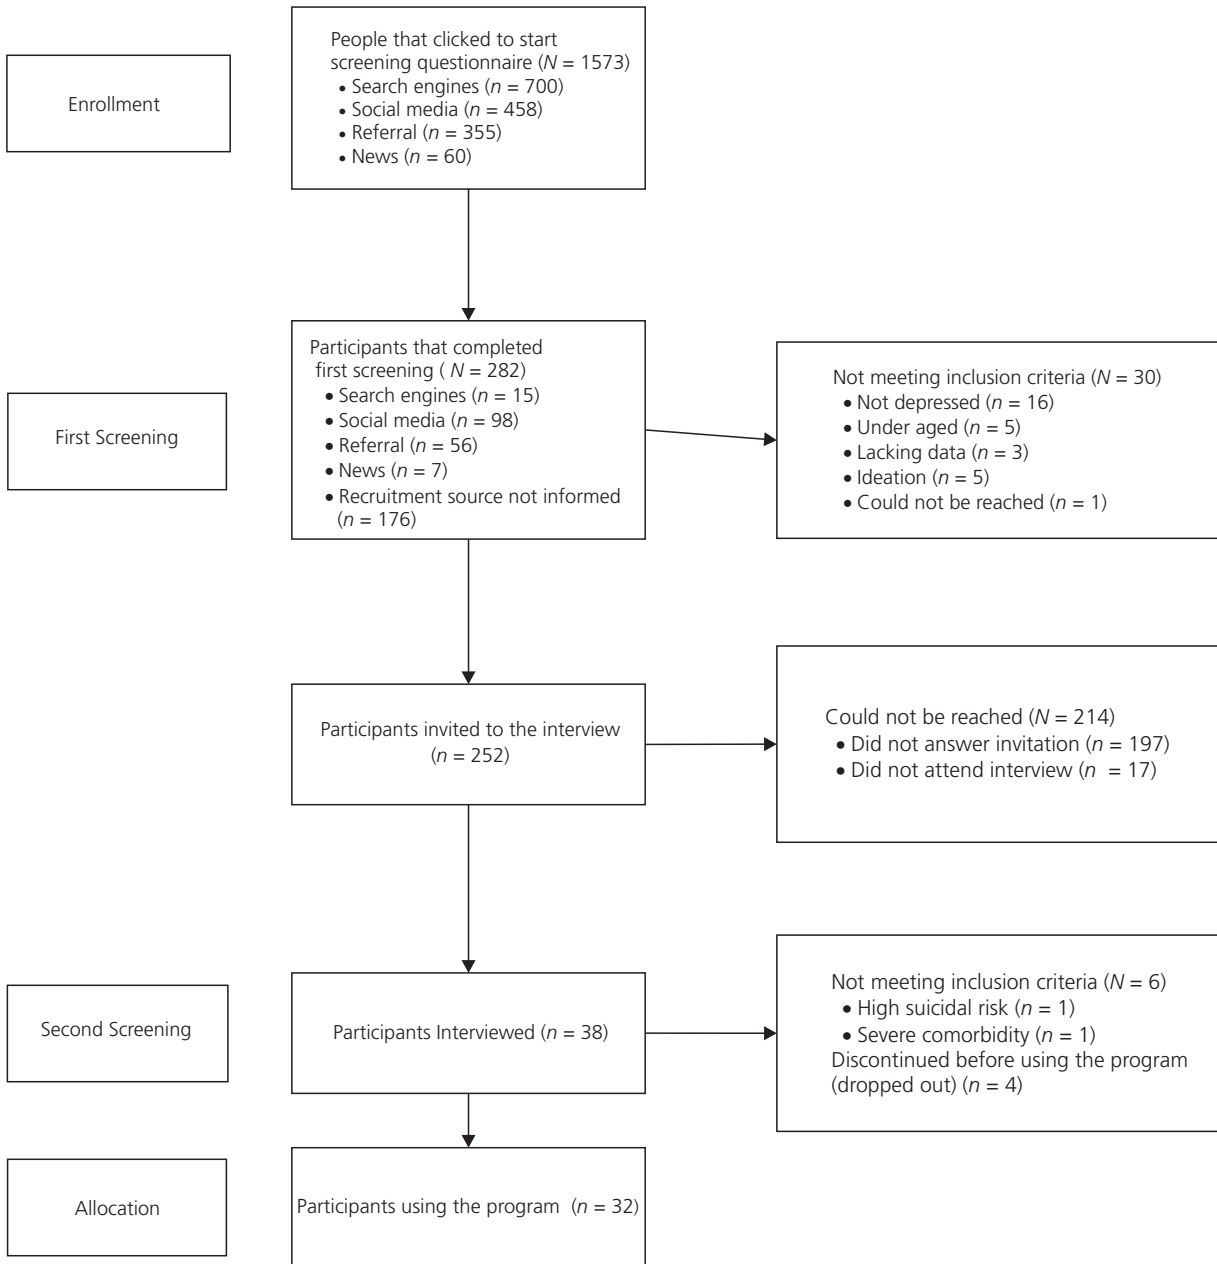 Enrollment
People that clicked to start
screening questionnaire (N = 1573)
• Search engines (n = 700)
• Social media (n = 458)
• Referral (n = 355)
• News (n = 60)
First Screening
Participants that completed
first screening ( N = 282)
• Search engines (n = 15)
• Social media (n = 98)
• Referral (n = 56)
• News (n = 7)
• Recruitment source not informed
(n = 176)
Not meeting inclusion criteria (N = 30)
• Not depressed (n = 16)
• Under aged (n = 5)
• Lacking data (n = 3)
• Ideation (n = 5)
• Could not be reached (n = 1)
Participants invited to the interview
(n = 252)
Could not be reached (N = 214)
• Did not answer invitation (n = 197)
• Did not attend interview (n = 17)
Second Screening
Participants Interviewed (n = 38)
Not meeting inclusion criteria (N = 6)
• High suicidal risk (n = 1)
• Severe comorbidity (n = 1)
Discontinued before using the program
(dropped out) (n = 4)
Allocation
Participants using the program (n = 32)